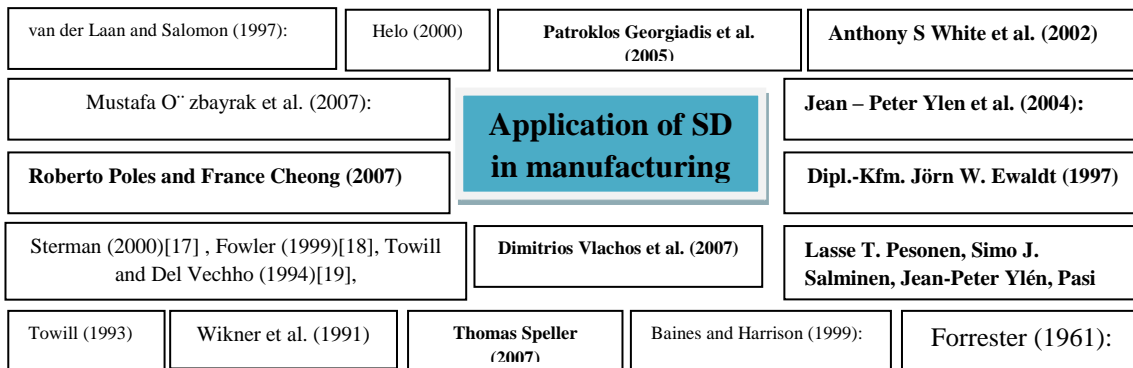 van der Laan and Salomon (1997):
Helo (2000)
Patroklos Georgiadis et al.
(2005)
Anthony S White et al. (2002)
Mustafa O¨ zbayrak et al. (2007):
Application of SD
in manufacturing
Jean – Peter Ylen et al. (2004):
Roberto Poles and France Cheong (2007)
Dipl.-Kfm. Jörn W. Ewaldt (1997)
Sterman (2000)[17] , Fowler (1999)[18], Towill
and Del Vechho (1994)[19],
Dimitrios Vlachos et al. (2007)
Lasse T. Pesonen, Simo J.
Salminen, Jean-Peter Ylén, Pasi
Towill (1993)
Wikner et al. (1991)
Thomas Speller
(2007)
Baines and Harrison (1999):
Forrester (1961):